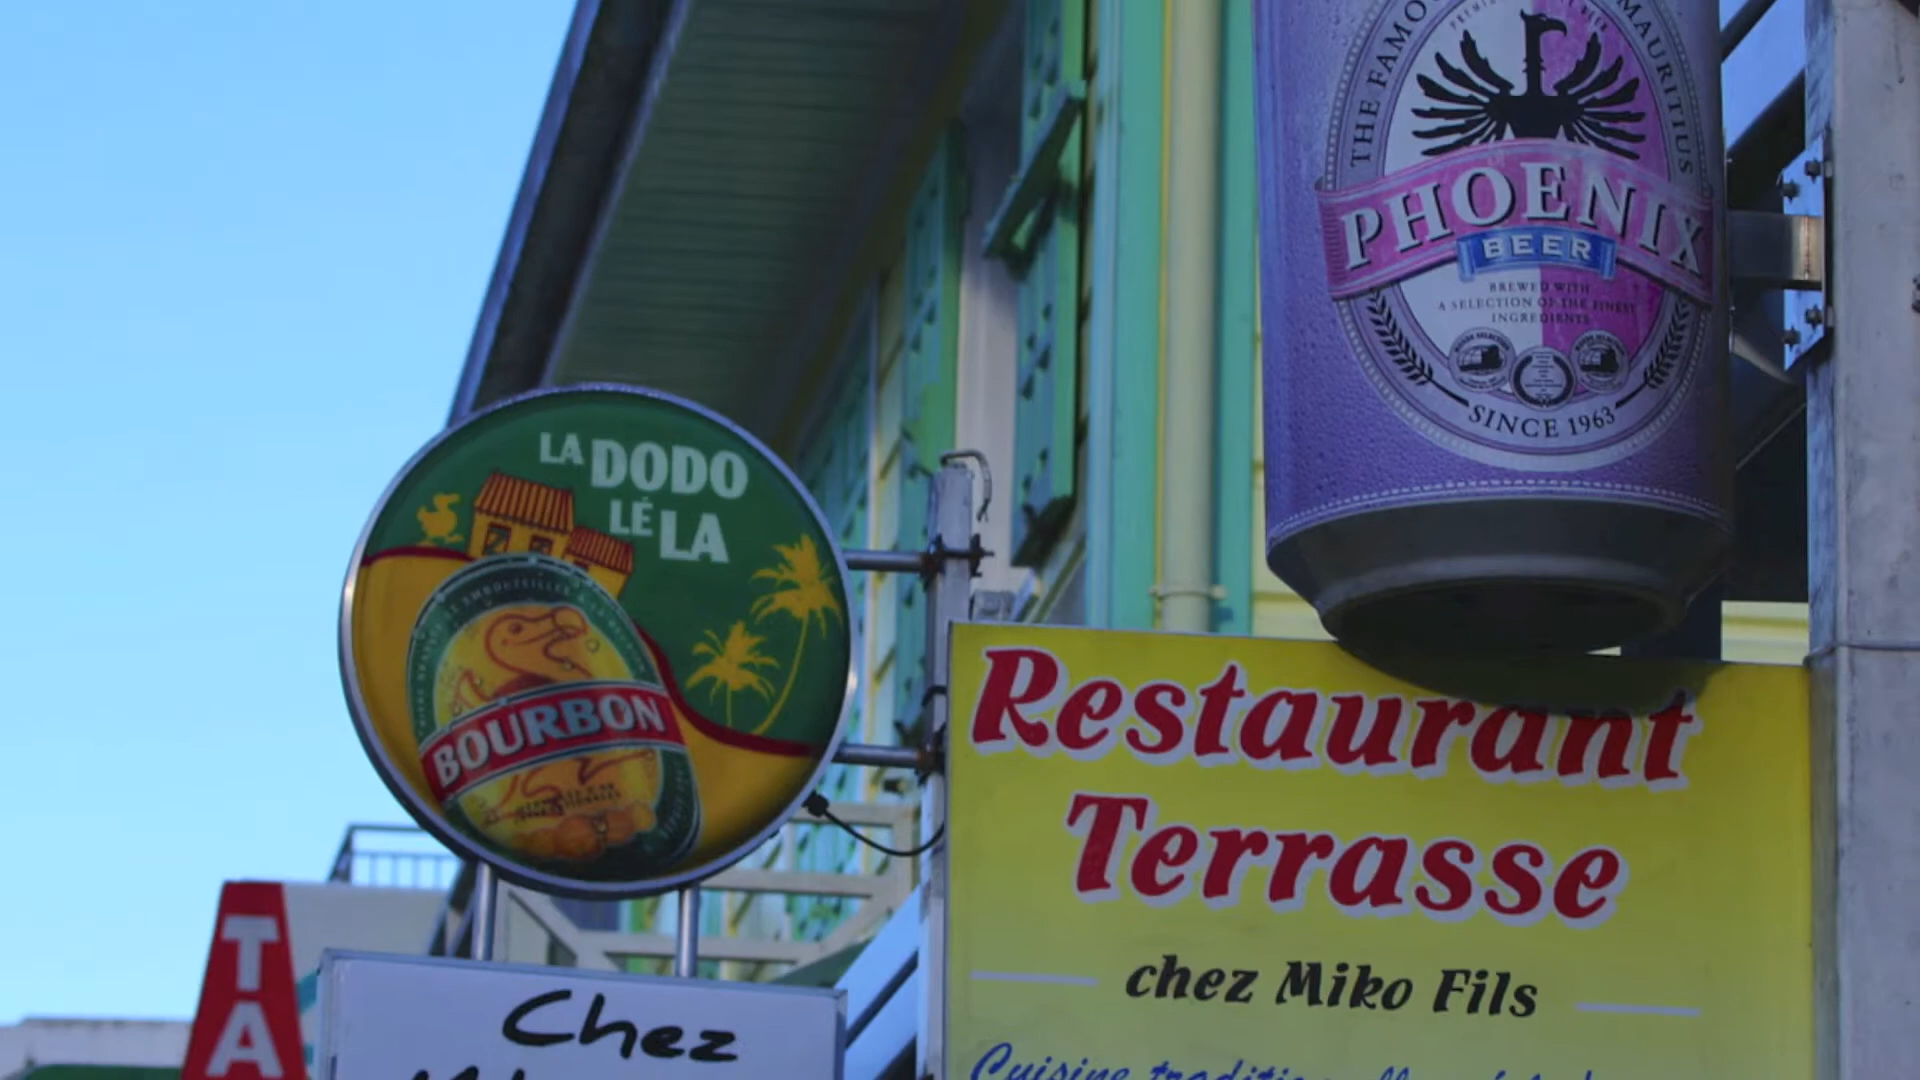 LA DODO
LÉ LA
BOURBON
THE FAMOUS
MAURITIUS
PHOENIX
BEER
BREWED WITH
A SELECTION OF THE FINEST
INGREDIENTS
SINCE 1963
Restaurant
Terrasse
chez Miko Fils
Cuisine
Chez
TA